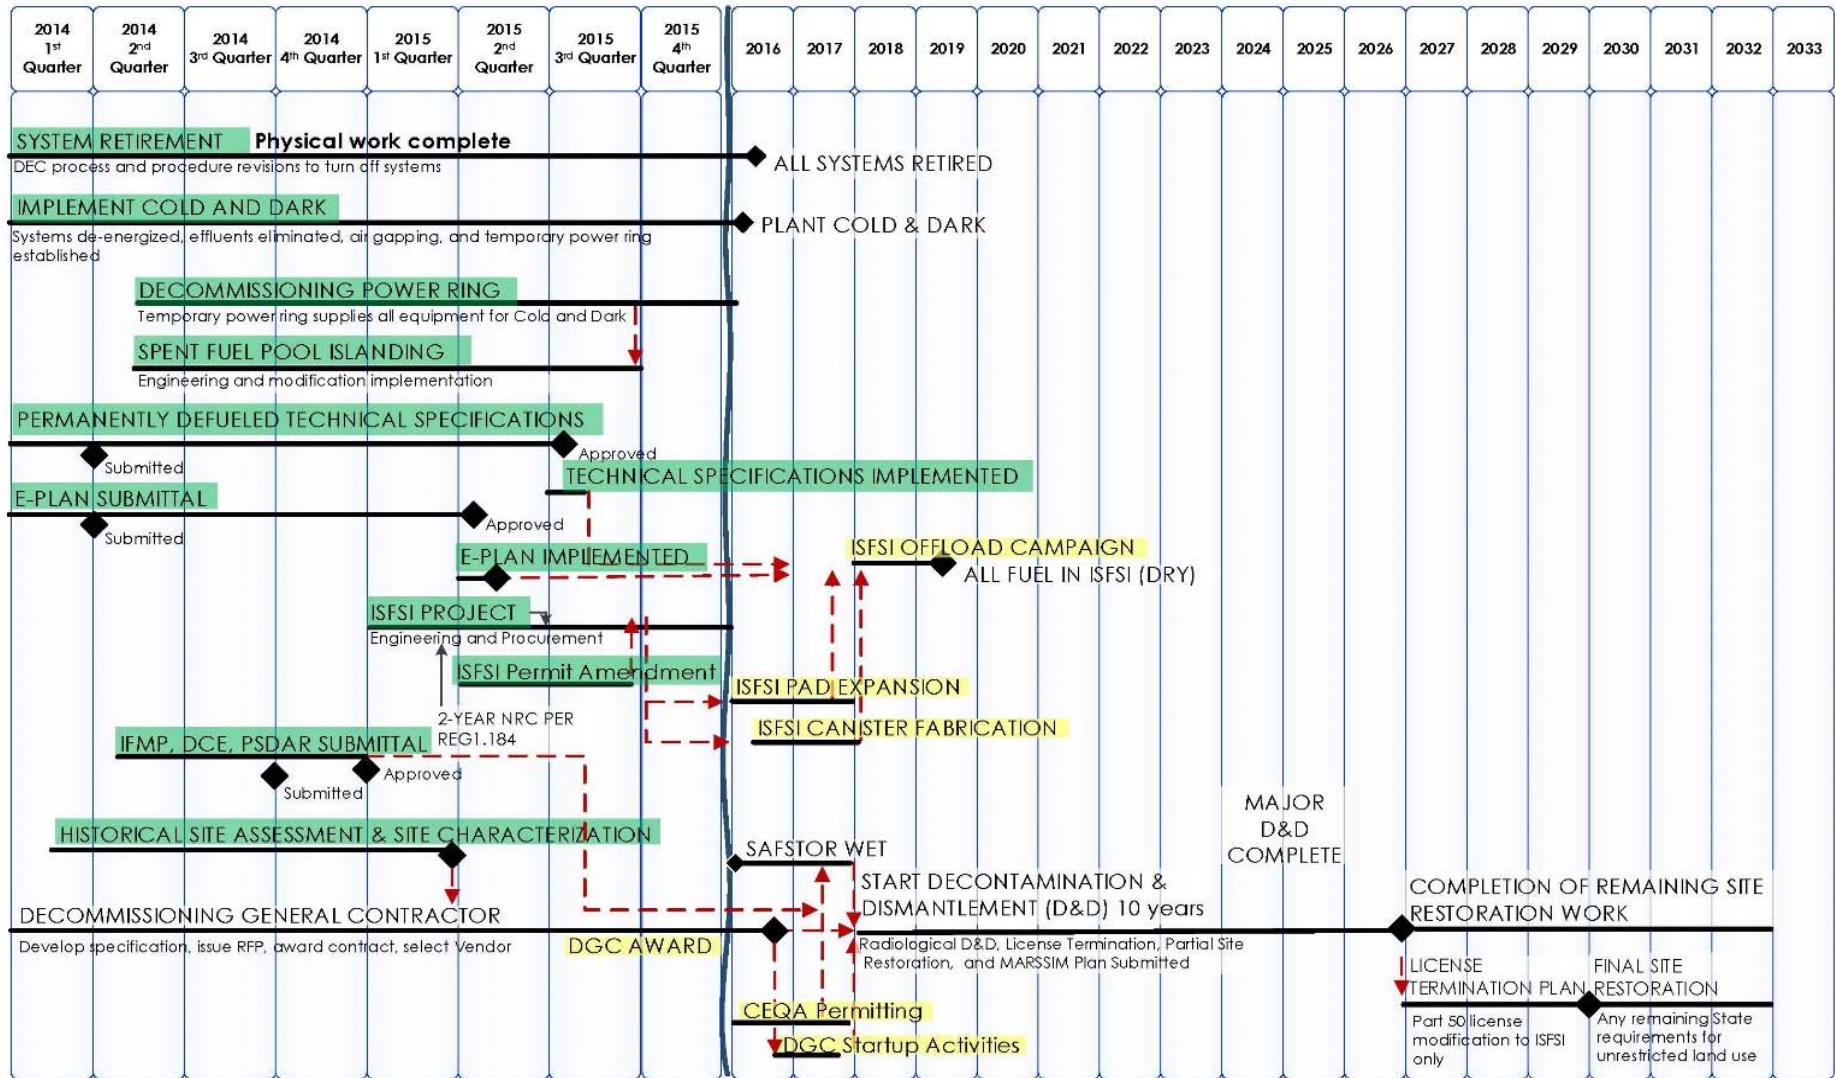 2014
1st
Quarter
2014
2nd
Quarter
2014
3rd Quarter
2014
4th Quarter
2015
1st Quarter
2015
2nd
Quarter
2015
3rd Quarter
2015
4th
Quarter
2016
2017
2018
2019
2020
2021
2022
2023
2024
2025
2026
2027
2028
2029
2030
2031
2032
2033
SYSTEM RETIREMENT Physical work complete
DEC process and procedure revisions to turn off systems
ALL SYSTEMS RETIRED
IMPLEMENT COLD AND DARK
PLANT COLD & DARK
Systems de-energized, effluents eliminated, air gapping, and temporary power ring
established
DECOMMISSIONING POWER RING
Temporary power ring supplies all equipment for Cold and Dark
SPENT FUEL POOL ISLANDING
Engineering and modification implementation
PERMANENTLY DEFUELED TECHNICAL SPECIFICATIONS
Approved
Submitted
TECHNICAL SPECIFICATIONS IMPLEMENTED
E-PLAN SUBMITTAL
Approved
Submitted
E-PLAN IMPLEMENTED
ISFSI OFFLOAD CAMPAIGN
ALL FUEL IN ISFSI (DRY)
ISFSI PROJECT
Engineering and Procurement
ISFSI Permit Amendment
ISFSI PAD EXPANSION
2-YEAR NRC PER
REG1.184
ISFSI CANISTER FABRICATION
IFMP, DCE, PSDAR SUBMITTAL
Approved
Submitted
MAJOR
D&D
COMPLETE
HISTORICAL SITE ASSESSMENT & SITE CHARACTERIZATION
SAFSTOR WET
START DECONTAMINATION &
DISMANTLEMENT (D&D) 10 years
COMPLETION OF REMAINING SITE
RESTORATION WORK
DECOMMISSIONING GENERAL CONTRACTOR
Develop specification, issue RFP, award contract, select Vendor
DGC AWARD
Radiological D&D, License Termination, Partial Site
Restoration, and MARSSIM Plan Submitted
LICENSE
TERMINATION PLAN
FINAL SITE
RESTORATION
Part 50 license
modification to ISFSI
only
Any remaining State
requirements for
unrestricted land use
CEQA Permitting
DGC Startup Activities